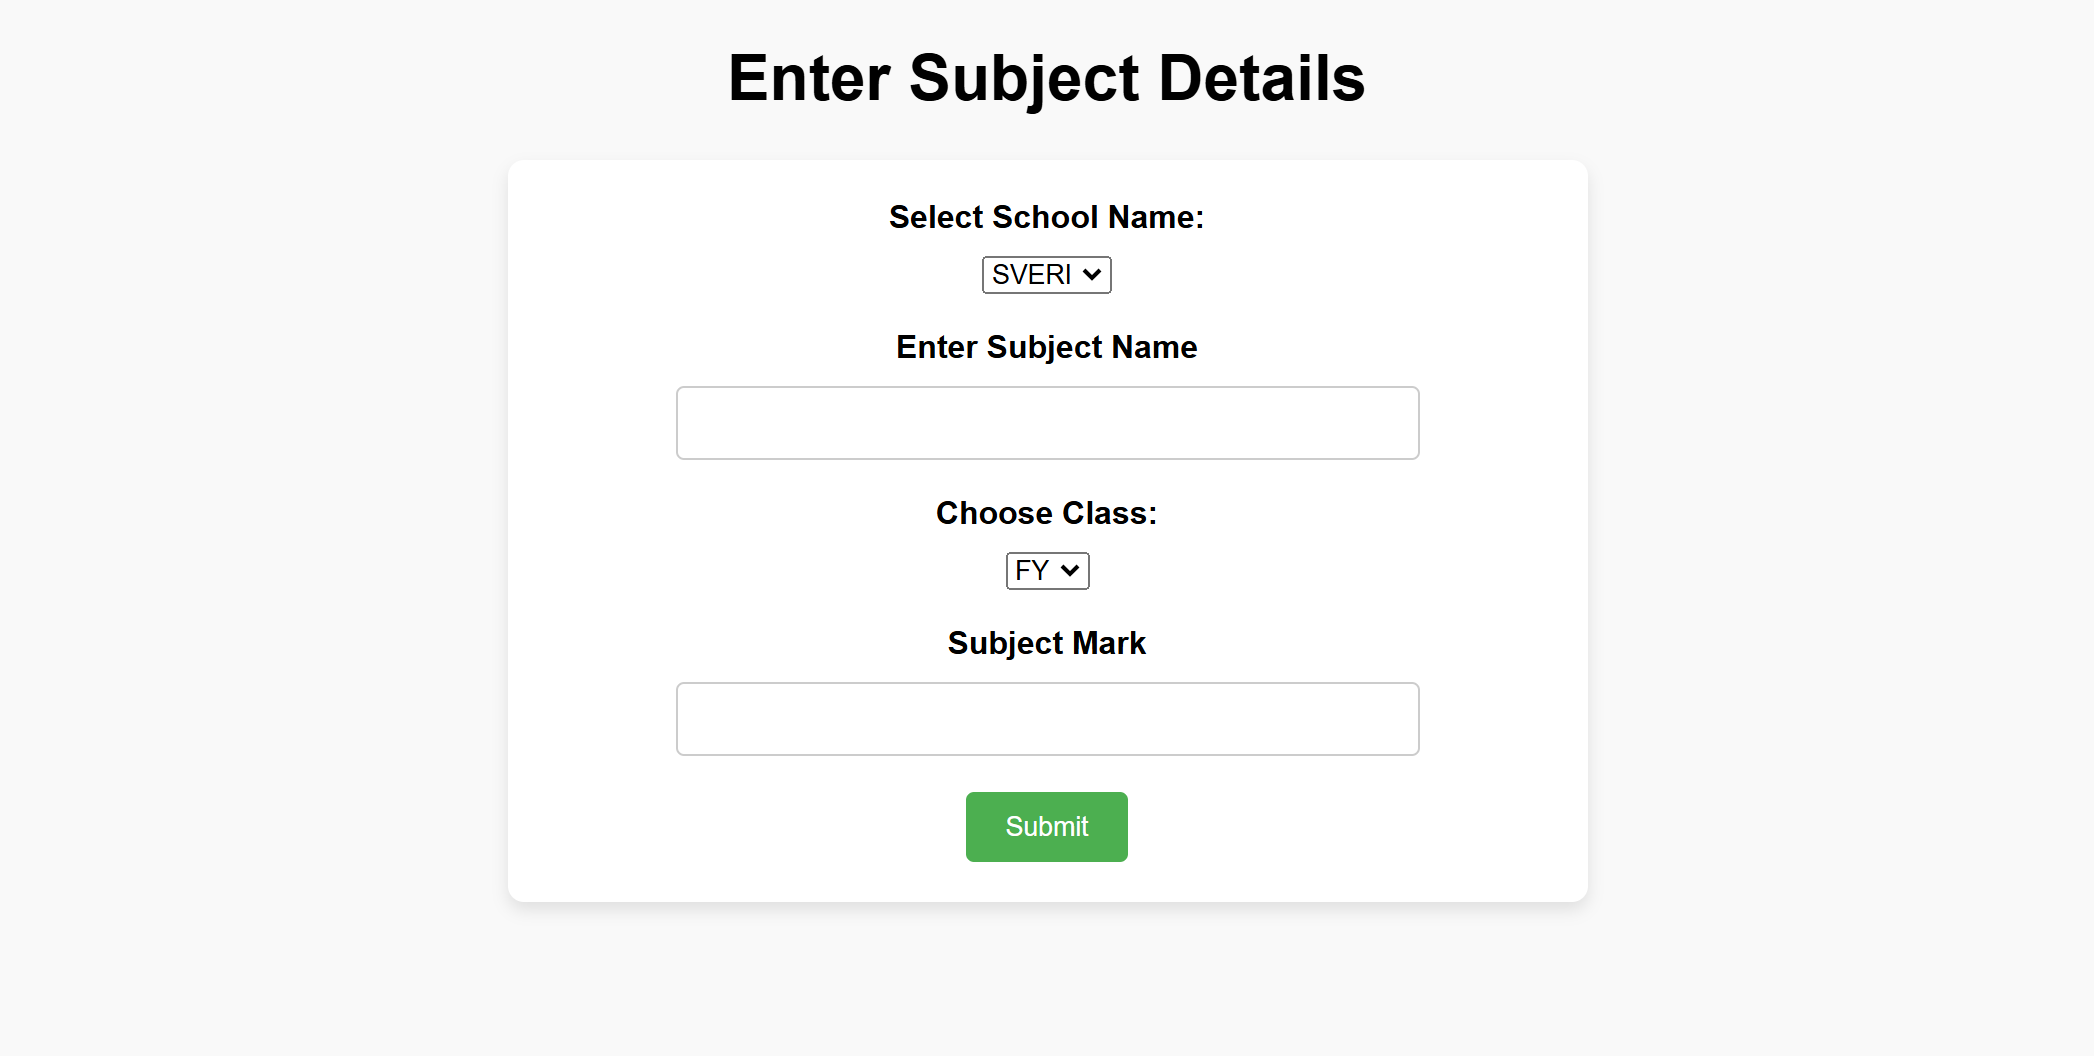 Enter Subject Details
Select School Name:
SVERI
Enter Subject Name
Choose Class:
FY
Subject Mark
Submit